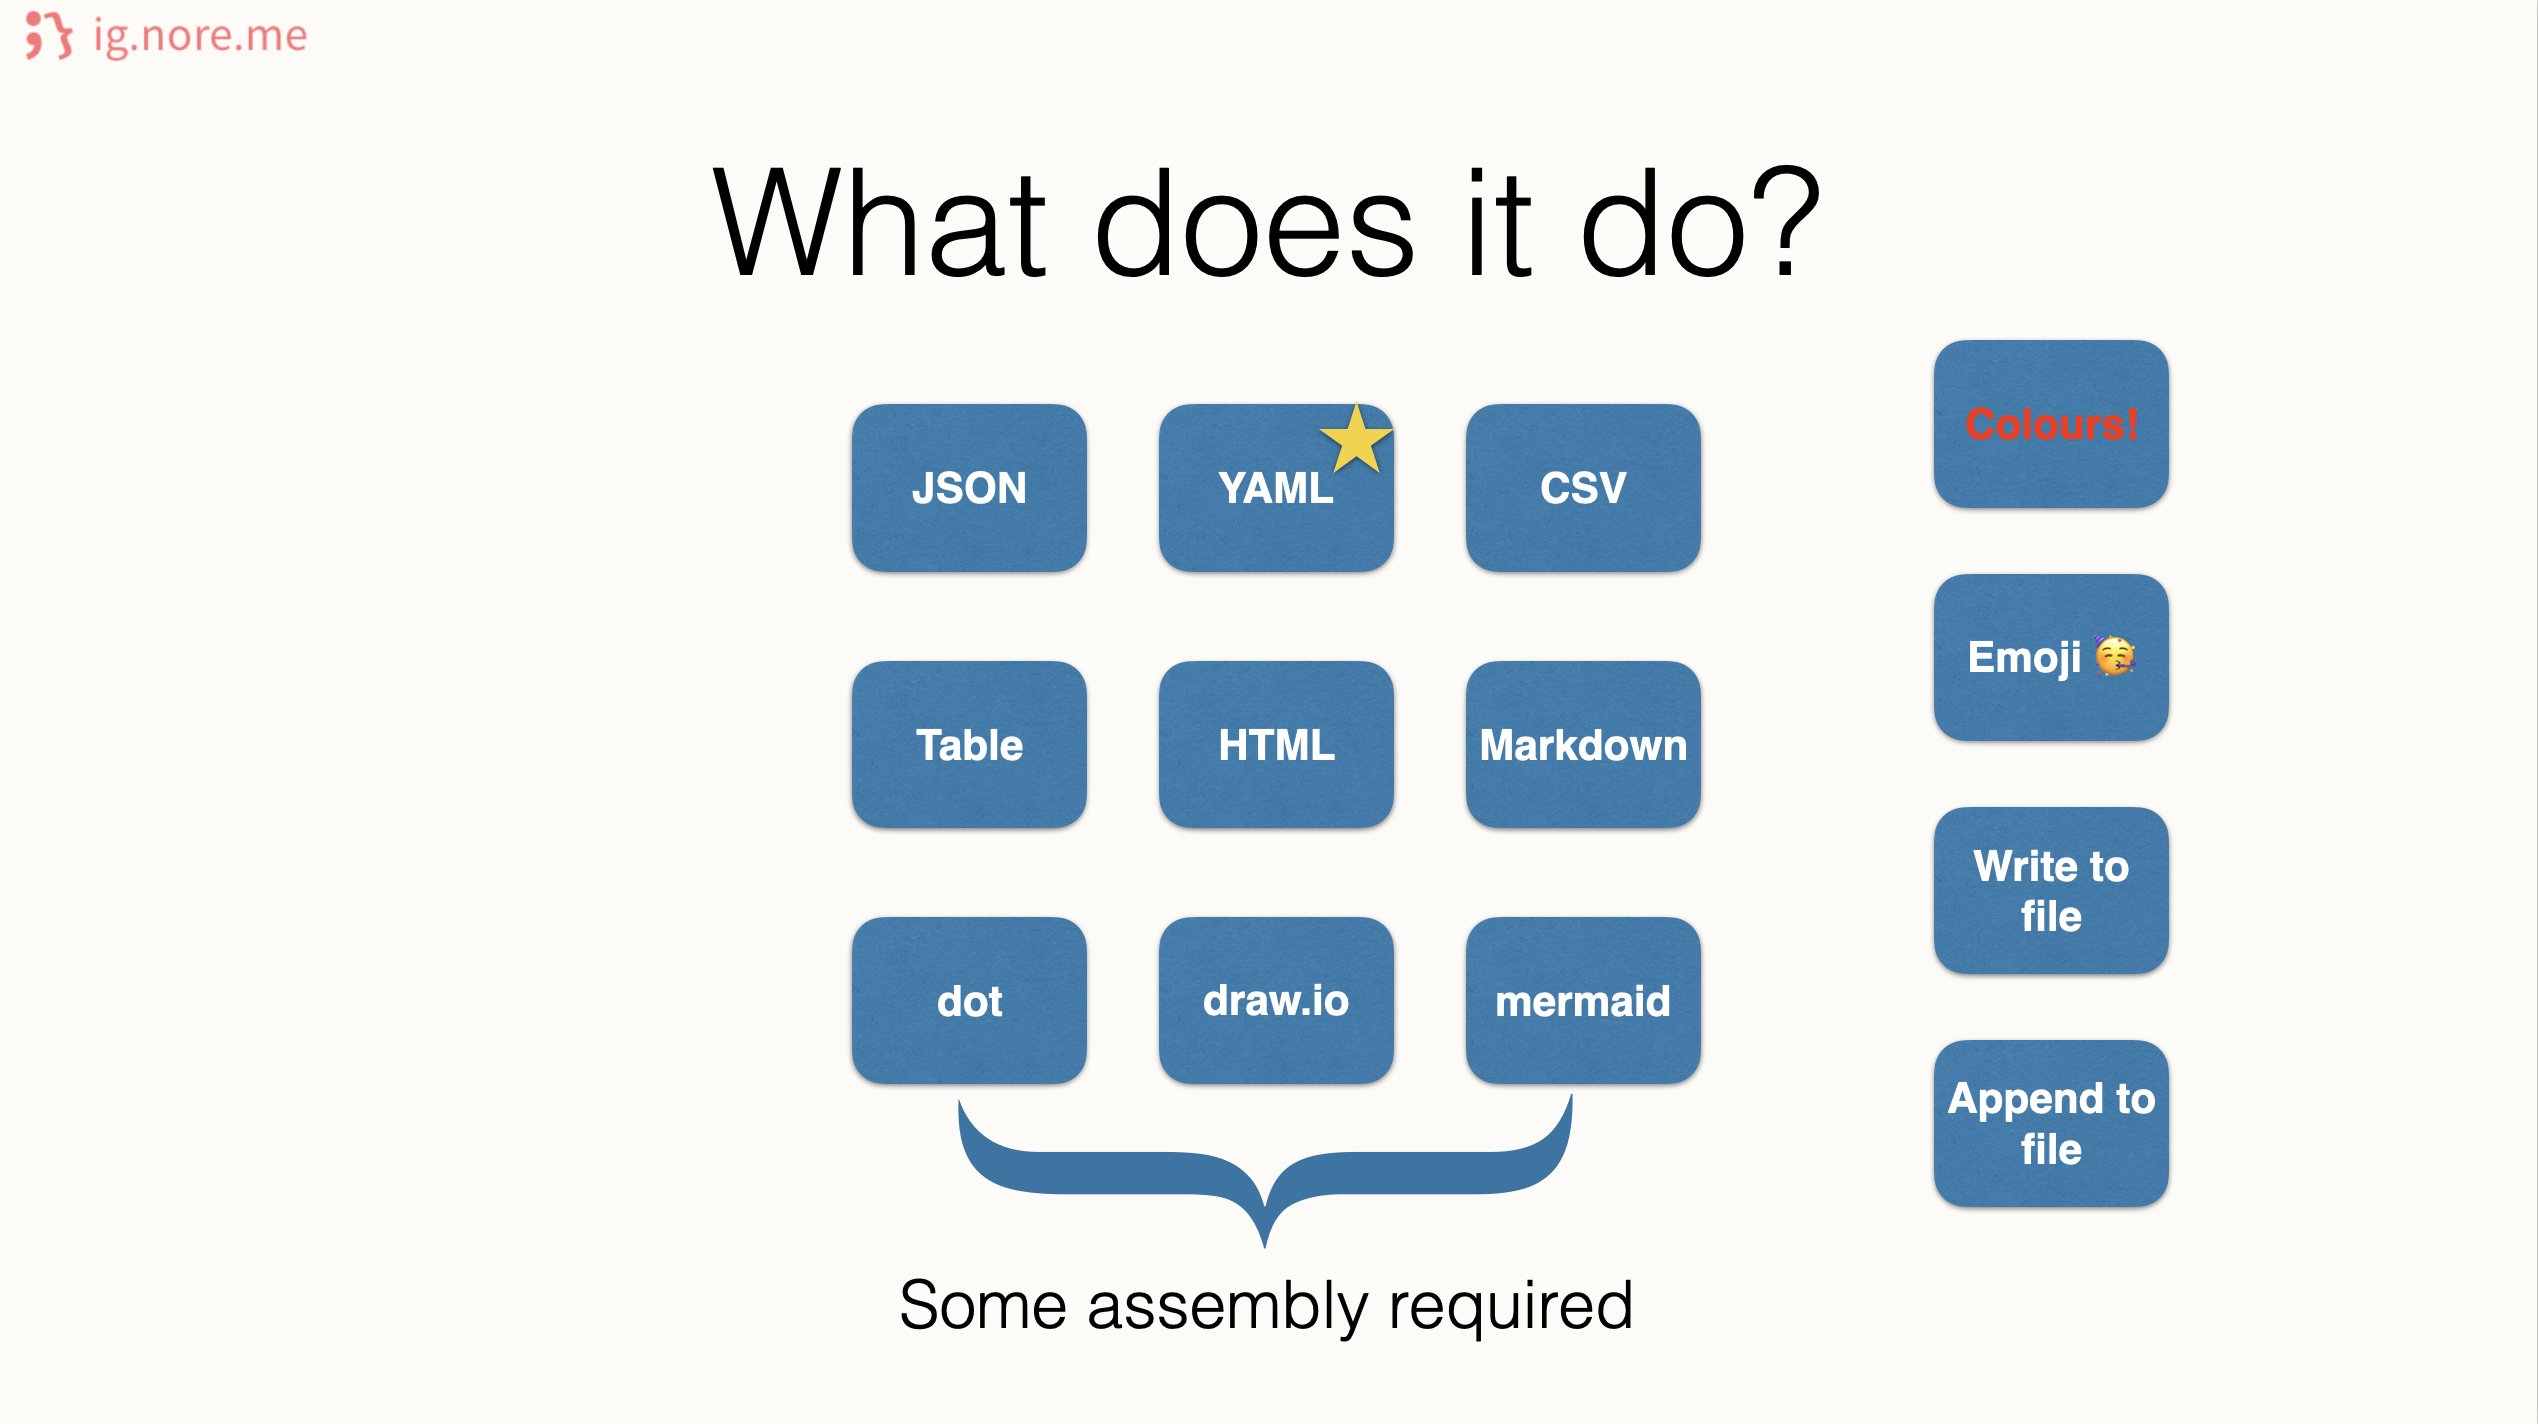 ig.nore.me
What does it do?
JSON
YAML
CSV
Table
HTML
Markdown
dot
draw.io
mermaid
Some assembly required
Colours!
Emoji 🥳
Write to
file
Append to
file